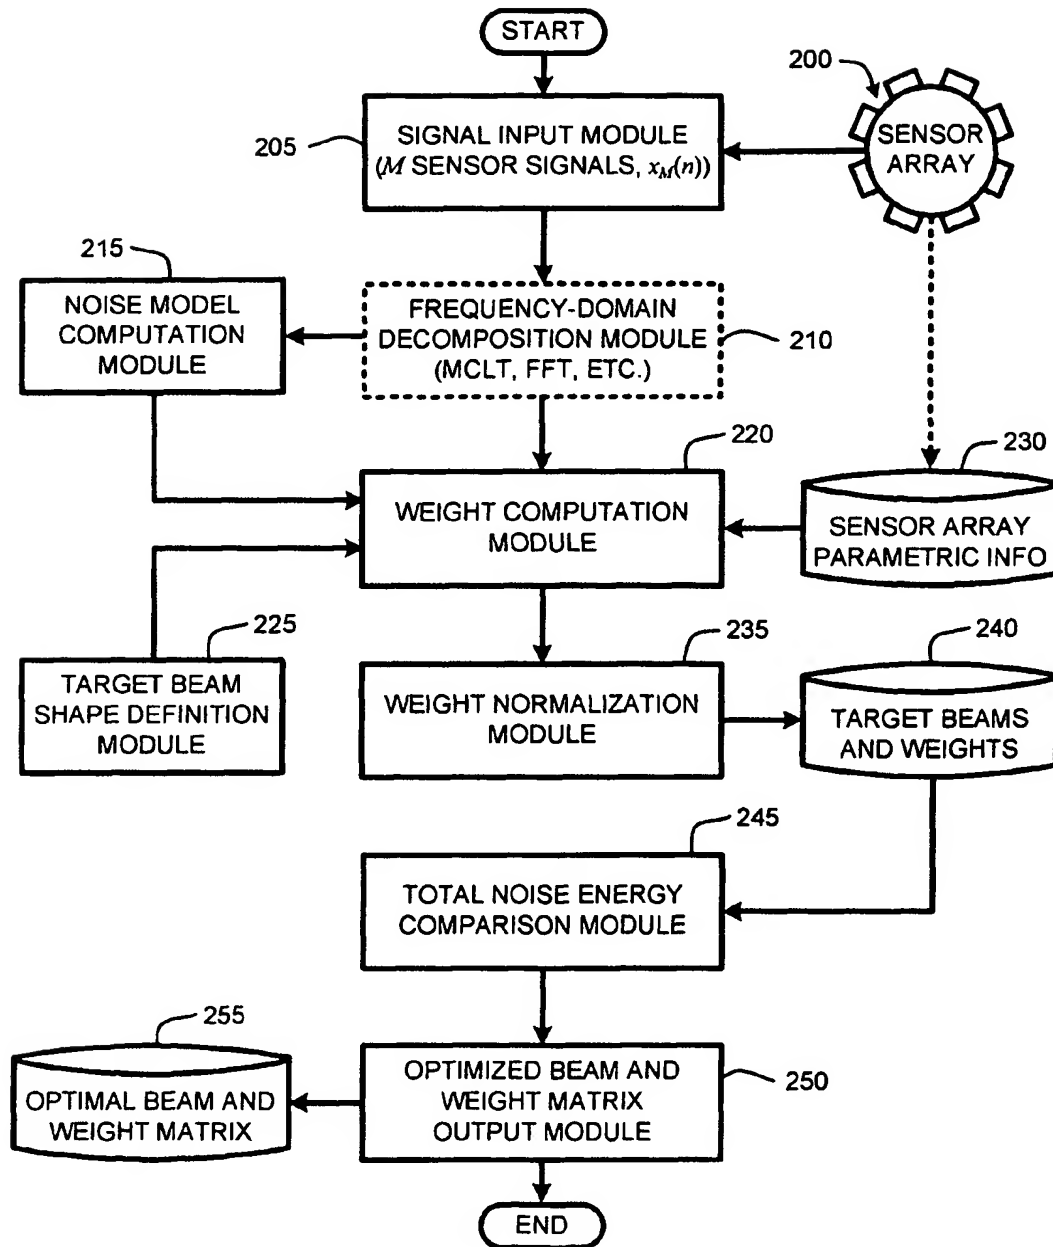 START
200
205
SIGNAL INPUT MODULE
(M SENSOR SIGNALS, xM(n))
SENSOR
ARRAY
215
NOISE MODEL
COMPUTATION
MODULE
FREQUENCY-DOMAIN
DECOMPOSITION MODULE
(MCLT, FFT, ETC.)
210
220
230
WEIGHT COMPUTATION
MODULE
SENSOR ARRAY
PARAMETRIC INFO
225
TARGET BEAM
SHAPE DEFINITION
MODULE
235
WEIGHT NORMALIZATION
MODULE
240
TARGET BEAMS
AND WEIGHTS
245
TOTAL NOISE ENERGY
COMPARISON MODULE
255
OPTIMAL BEAM AND
WEIGHT MATRIX
OPTIMIZED BEAM AND
WEIGHT MATRIX
OUTPUT MODULE
250
END